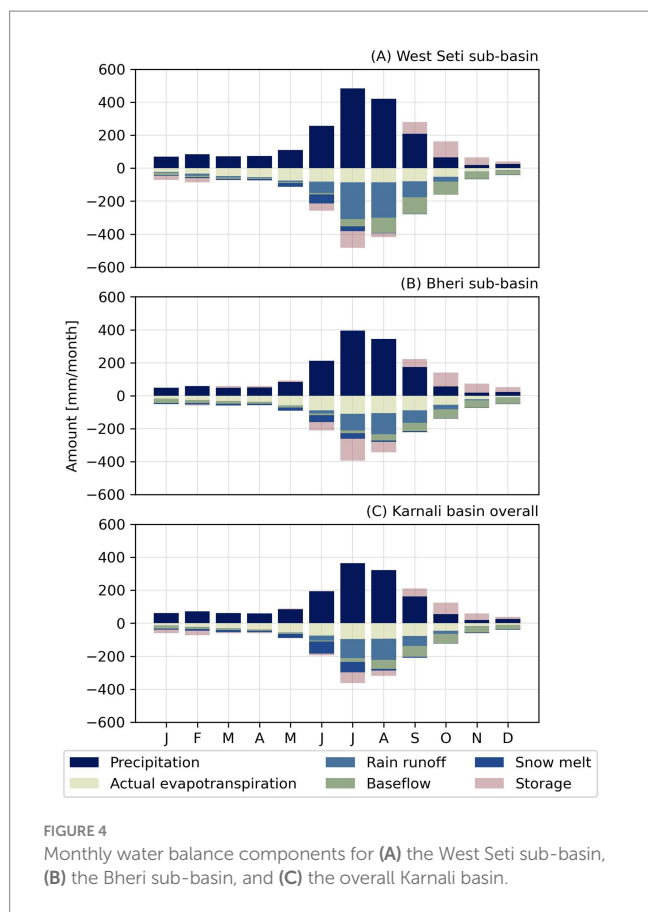 (A) West Seti sub-basin
600
400
200
0
−200
−400
−600
(B) Bheri sub-basin
600
400
200
0
−200
−400
−600
Amount [mm/month]
(C) Karnali basin overall
600
400
200
0
−200
−400
−600
J F M A M J J A S O N D
Precipitation Rain runoff Snow melt
Actual evapotranspiration Baseflow Storage
FIGURE 4
Monthly water balance components for (A) the West Seti sub-basin,
(B) the Bheri sub-basin, and (C) the overall Karnali basin.